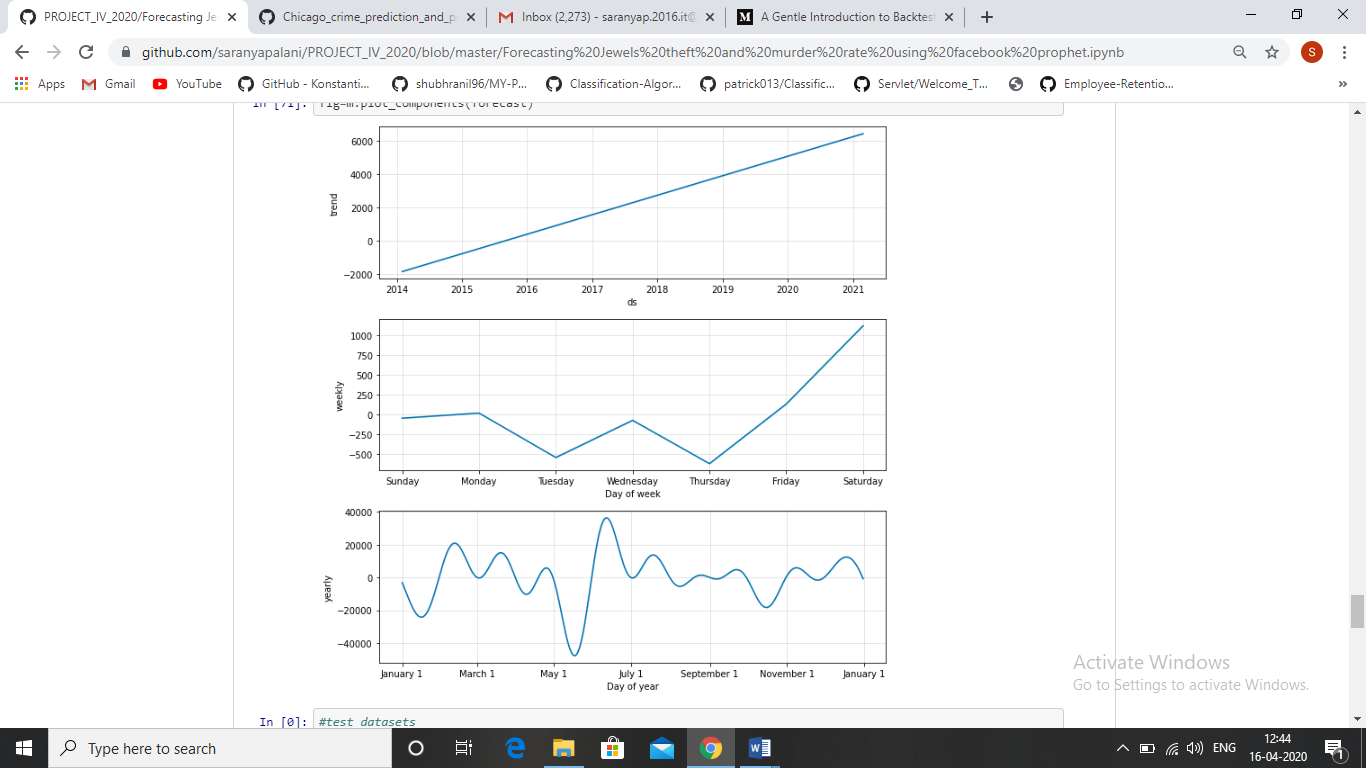 PROJECT_IV_2020/Forecasting Je
Chicago_crime_prediction_and_p
Inbox (2,273) - saranyap.2016.it@
A Gentle Introduction to Backtest
github.com/saranyapalani/PROJECT_IV_2020/blob/master/Forecasting%20Jewels%20theft%20and%20murder%20rate%20using%20facebook%20prophet.ipynb
S
Apps
Gmail
YouTube
GitHub - Konstanti...
shubhranil96/MY-P...
Classification-Algor...
patrick013/Classific...
Servlet/Welcome_T...
Employee-Retentio...
»
In [71]: fig=m.plot_components(forecast)
6000
4000
2000
0
−2000
trend
2014 2015 2016 2017 2018 2019 2020 2021
ds
1000
750
500
250
0
−250
−500
weekly
Sunday Monday Tuesday Wednesday Thursday Friday Saturday
Day of week
40000
20000
0
−20000
−40000
yearly
January 1 March 1 May 1 July 1 September 1 November 1 January 1
Day of year
Activate Windows
Go to Settings to activate Windows.
In [0]: #test datasets
Type here to search
ENG
12:44
16-04-2020
1